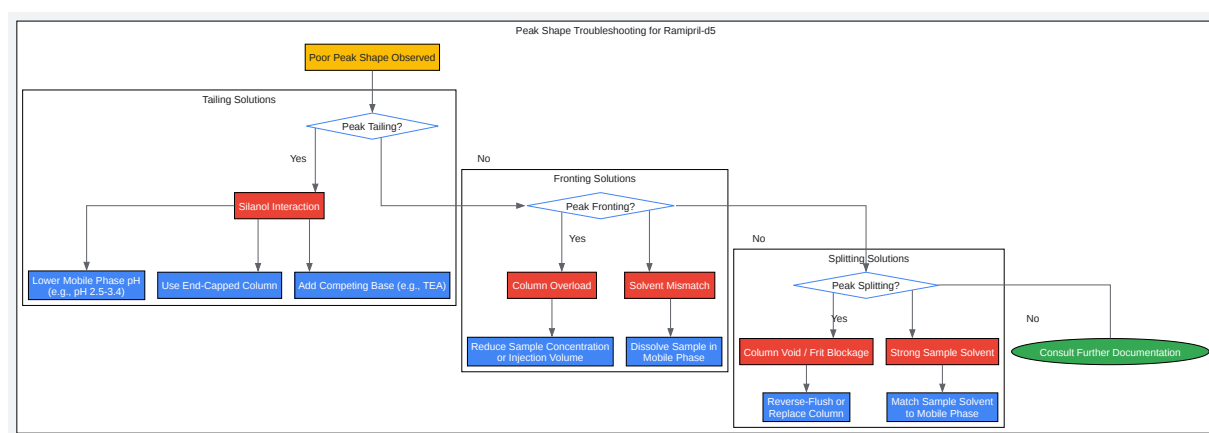 Peak Shape Troubleshooting for Ramipril-d5
Poor Peak Shape Observed
Tailing Solutions
Peak Tailing?
Yes
No
Silanol Interaction
Lower Mobile Phase pH
(e.g., pH 2.5-3.4)
Use End-Capped Column
Add Competing Base (e.g., TEA)
Fronting Solutions
Peak Fronting?
Yes
No
Column Overload
Solvent Mismatch
Reduce Sample Concentration
or Injection Volume
Dissolve Sample in
Mobile Phase
Splitting Solutions
Peak Splitting?
Yes
No
Column Void / Frit Blockage
Strong Sample Solvent
Consult Further Documentation
Reverse-Flush or
Replace Column
Match Sample Solvent
to Mobile Phase